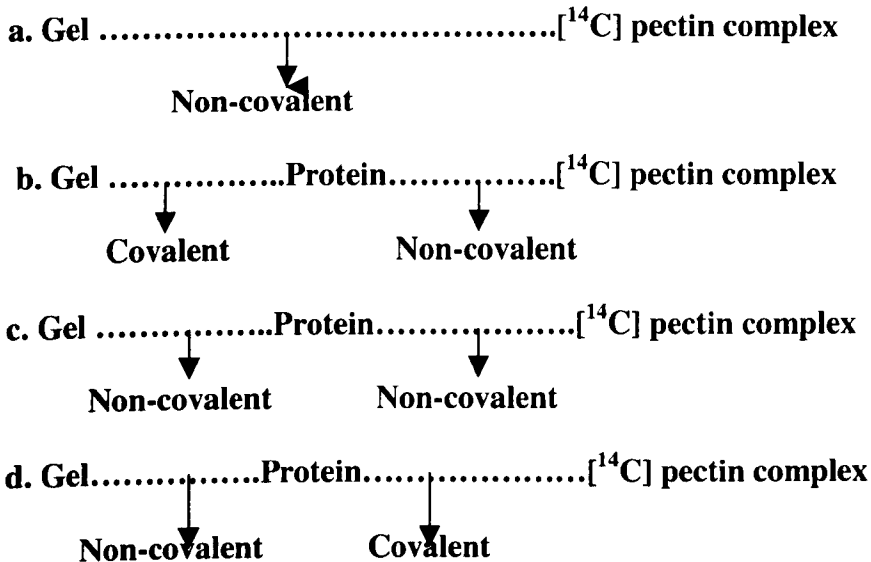 a. Gel ............................................[¹⁴C] pectin complex
Non-covalent
b. Gel .................Protein................[¹⁴C] pectin complex
Covalent Non-covalent
c. Gel .................Protein...................[¹⁴C] pectin complex
Non-covalent Non-covalent
d. Gel.................Protein......................[¹⁴C] pectin complex
Non-covalent Covalent